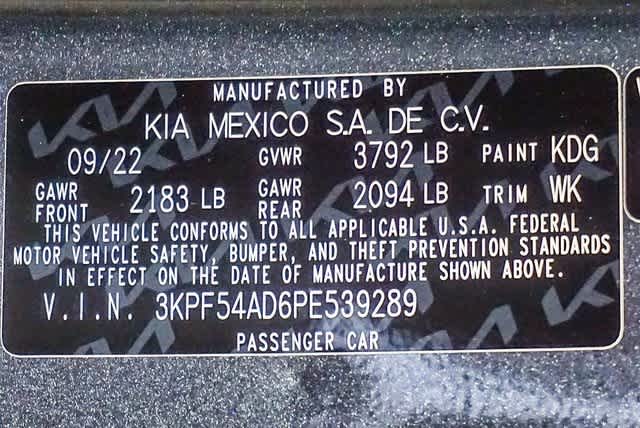 MANUFACTURED BY
KIA MEXICO S.A. DE C.V.
09/22 GVWR 3792 LB PAINT KDG
GAWR FRONT 2183 LB GAWR REAR 2094 LB TRIM WK
THIS VEHICLE CONFORMS TO ALL APPLICABLE U.S.A. FEDERAL
MOTOR VEHICLE SAFETY, BUMPER, AND THEFT PREVENTION STANDARDS
IN EFFECT ON THE DATE OF MANUFACTURE SHOWN ABOVE.
V.I.N. 3KPF54AD6PE539289
PASSENGER CAR